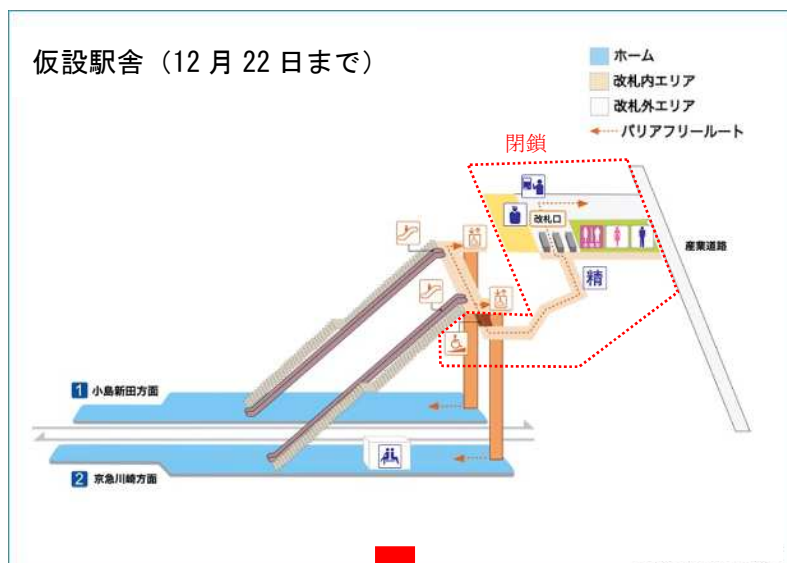 仮設駅舎（12月22日まで）
ホーム
改札内エリア
改札外エリア
バリアフリールート
閉鎖
改札口
産業道路
精
1 小島新田方面
2 京急川崎方面